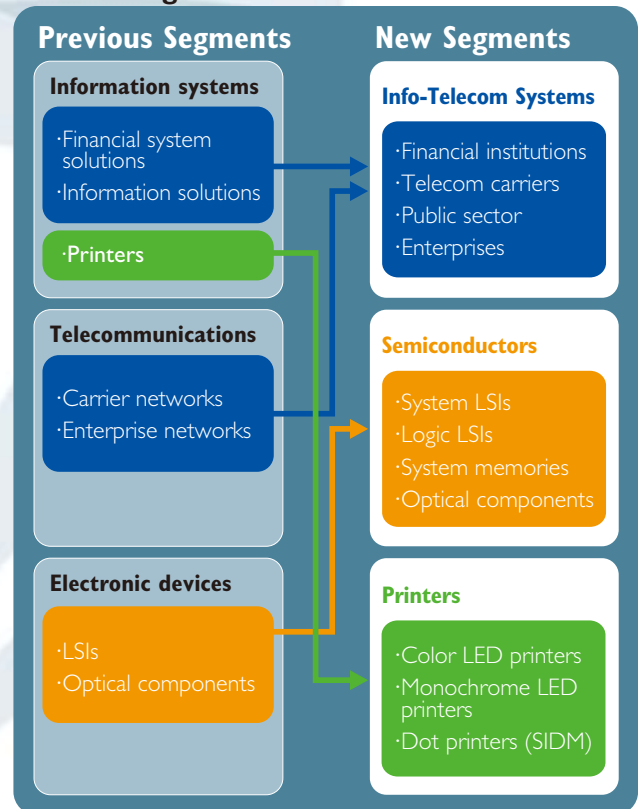 Previous Segments
Information systems
·Financial system
solutions
·Information solutions
·Printers
Telecommunications
·Carrier networks
·Enterprise networks
Electronic devices
·LSIs
·Optical components
New Segments
Info-Telecom Systems
·Financial institutions
·Telecom carriers
·Public sector
·Enterprises
Semiconductors
·System LSIs
·Logic LSIs
·System memories
·Optical components
Printers
·Color LED printers
·Monochrome LED
printers
·Dot printers (SIDM)